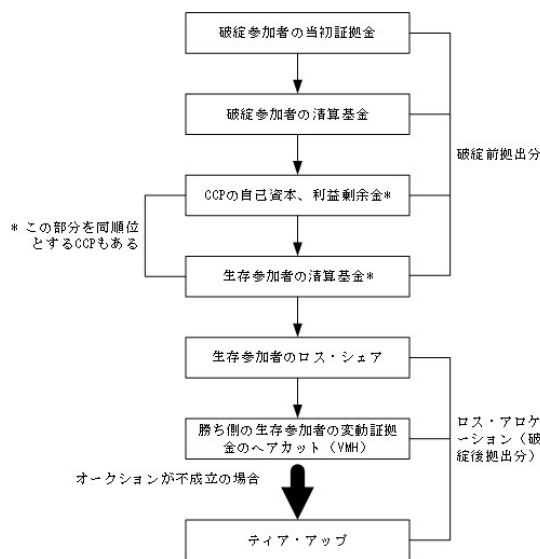 破綻参加者の当初証拠金
破綻参加者の清算基金
破綻前拠出分
CCPの自己資本、利益剰余金*
* この部分を同順位
とするCCPもある
生存参加者の清算基金*
生存参加者のロス・シェア
勝ち側の生存参加者の変動証拠
金のヘアカット（VMH）
ロス・アロケ
ーション（破
綻後拠出分）
オークションが不成立の場合
ティア・アップ